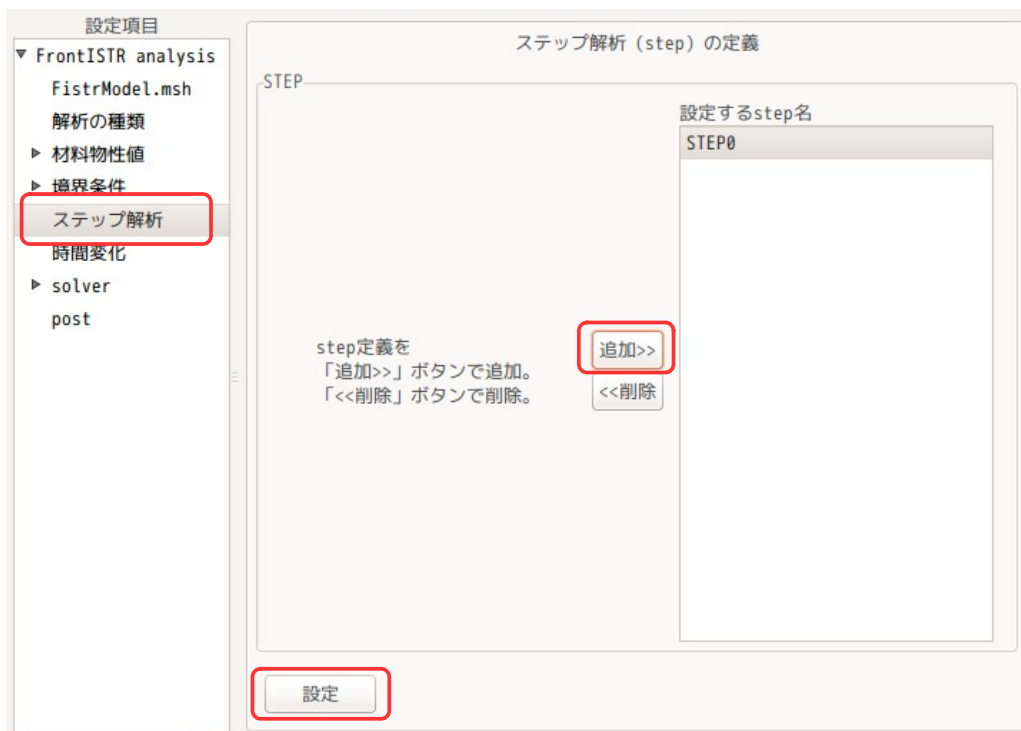 設定項目
FrontISTR analysis
FistrModel.msh
解析の種類
材料物性値
境界条件
ステップ解析
時間変化
solver
post
ステップ解析 (step) の定義
STEP
設定するstep名
STEP0
step定義を
「追加>>」ボタンで追加。
「<<削除」ボタンで削除。
追加>>
<<削除
設定